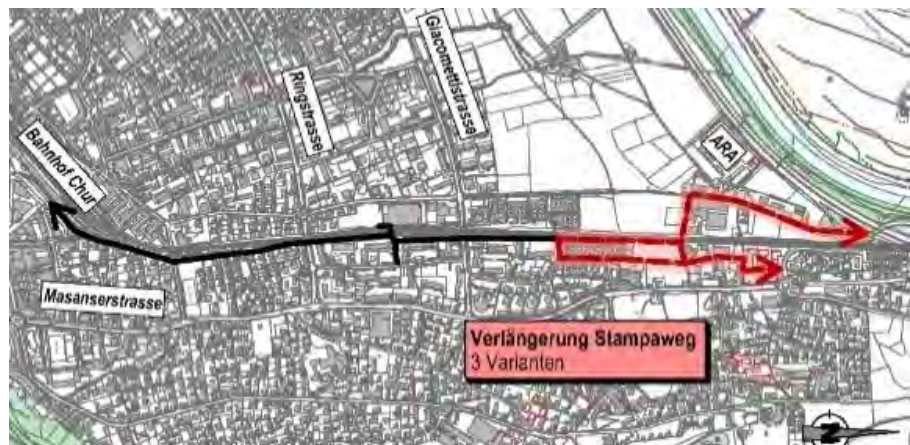 Giacomettistrasse
Ringstrasse
Bahnhof Chur
ARA
Masanserstrasse
Verlängerung Stampaweg
3 Varianten
N